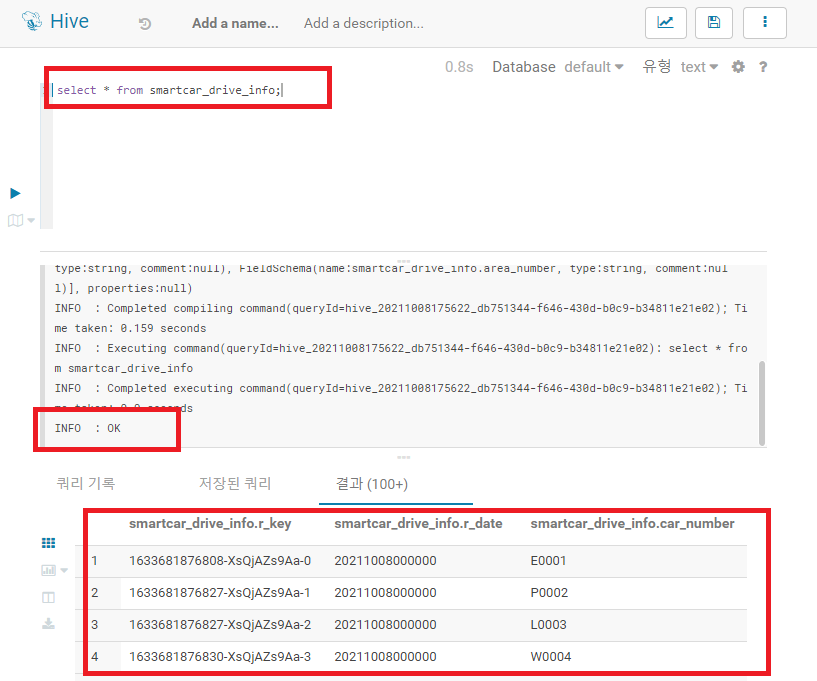 Hive
Add a name... Add a description...
0.8s Database default 유형 text ?
select * from smartcar_drive_info;
type:string, comment:null), FieldSchema(name:smartcar_drive_info.area_number, type:string, comment:nul
l)], properties:null)
INFO : Completed compiling command(queryId=hive_20211008175622_db751344-f646-430d-b0c9-b34811e21e02); Ti
me taken: 0.159 seconds
INFO : Executing command(queryId=hive_20211008175622_db751344-f646-430d-b0c9-b34811e21e02): select * fro
m smartcar_drive_info
INFO : Completed executing command(queryId=hive_20211008175622_db751344-f646-430d-b0c9-b34811e21e02); Ti
me taken: 0.0 seconds
INFO : OK
쿼리 기록 저장된 쿼리 결과 (100+)
smartcar_drive_info.r_key smartcar_drive_info.r_date smartcar_drive_info.car_number
1 1633681876808-XsQjAZs9Aa-0 20211008000000 E0001
2 1633681876827-XsQjAZs9Aa-1 20211008000000 P0002
3 1633681876827-XsQjAZs9Aa-2 20211008000000 L0003
4 1633681876830-XsQjAZs9Aa-3 20211008000000 W0004